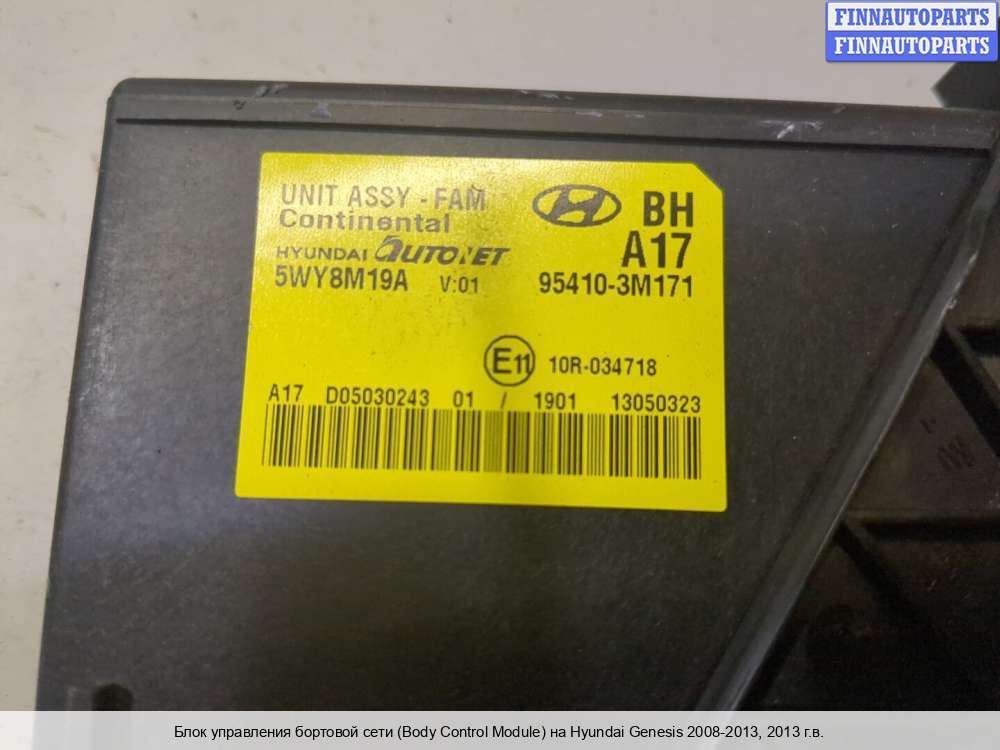 FINNAUTOPARTS
FINNAUTOPARTS
UNIT ASSY - FAM
Continental
HYUNDAI AUTONET
5WY8M19A V:01
BH
A17
95410-3M171
E11 10R-034718
A17 D05030243 01 / 1901 13050323
Блок управления бортовой сети (Body Control Module) на Hyundai Genesis 2008-2013, 2013 г.в.